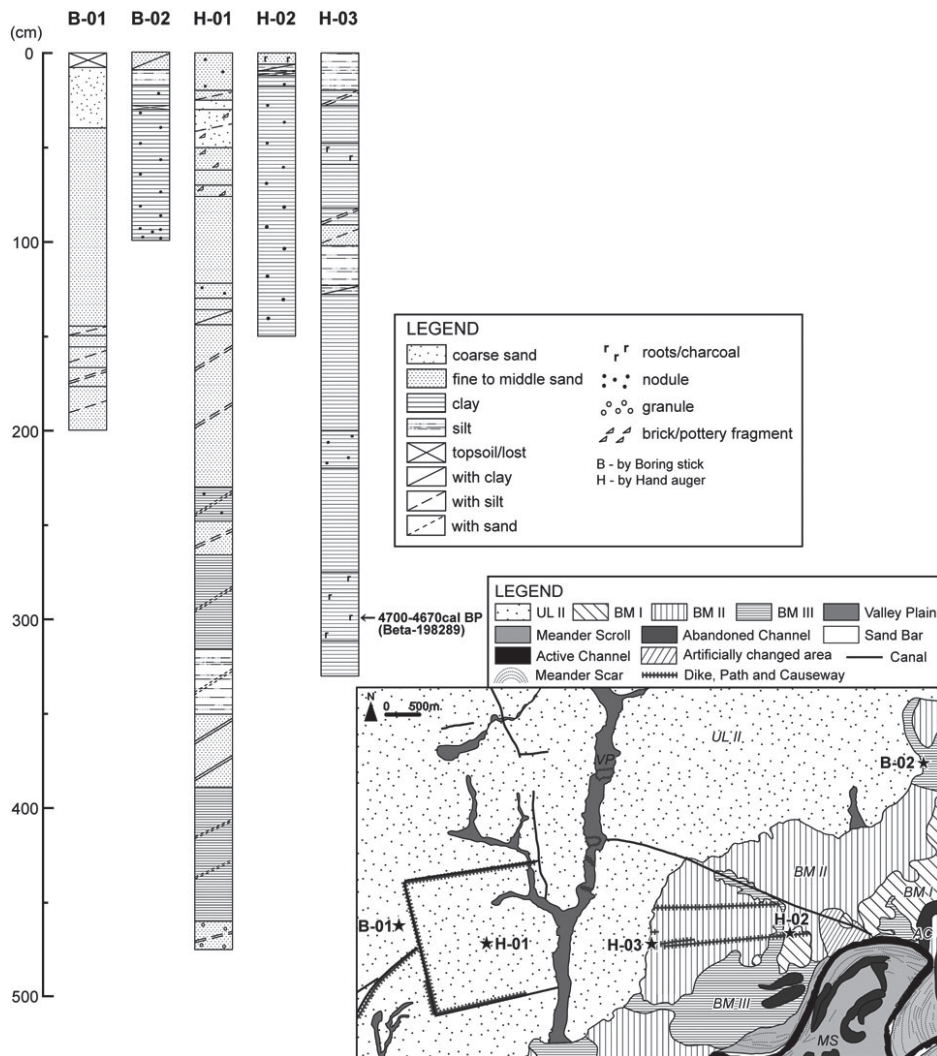 B-01 B-02 H-01 H-02 H-03
(cm)
0
100
200
300
400
500
4700-4670cal BP
(Beta-198289)
LEGEND
coarse sand
fine to middle sand
clay
silt
topsoil/lost
with clay
with silt
with sand
roots/charcoal
nodule
granule
brick/pottery fragment
B - by Boring stick
H - by Hand auger
LEGEND
UL II BM I BM II BM III Valley Plain
Meander Scroll Abandoned Channel Sand Bar
Active Channel Artificially changed area Canal
Meander Scar Dike, Path and Causeway
N
0 500m
UL II
VP
B-02
BM II
BM I
B-01
H-01
H-03
H-02
AC
BM III
MS